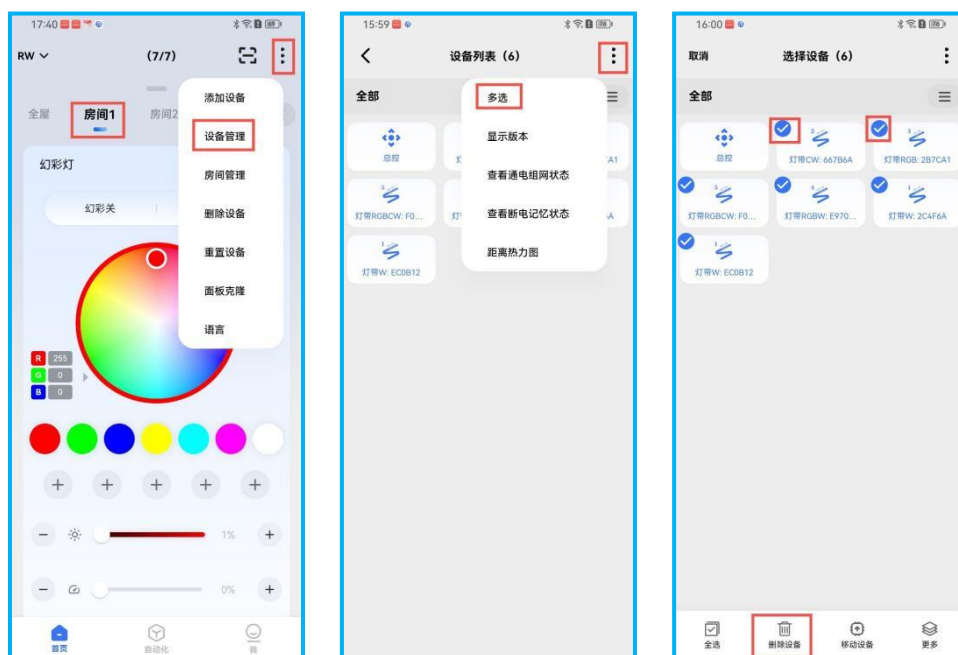 17:40
RW
(7/7)
添加设备
全屋
房间1
房间2
设备管理
幻彩灯
房间管理
幻彩关
删除设备
重置设备
面板克隆
语言
R 255
G 0
B 0
1%
0%
首页
自动化
我
15:59
设备列表（6）
全部
多选
总控
显示版本
查看通电组网状态
灯带RGBCW: F0...
查看断电记忆状态
灯带W: EC0B12
距离热力图
16:00
取消
选择设备（6）
全部
总控
灯带CW: 667B6A
灯带RGB: 2B7CA1
灯带RGBCW: F0...
灯带RGBW: E970...
灯带W: 2C4F6A
灯带W: EC0B12
全选
删除设备
移动设备
更多